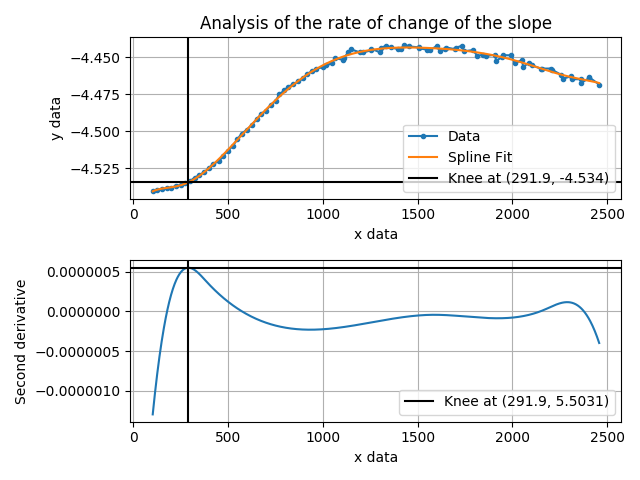 Analysis of the rate of change of the slope
−4.450
−4.475
−4.500
−4.525
y data
Data
Spline Fit
Knee at (291.9, -4.534)
0 500 1000 1500 2000 2500
x data
0.0000005
0.0000000
−0.0000005
−0.0000010
Second derivative
Knee at (291.9, 5.5031)
0 500 1000 1500 2000 2500
x data